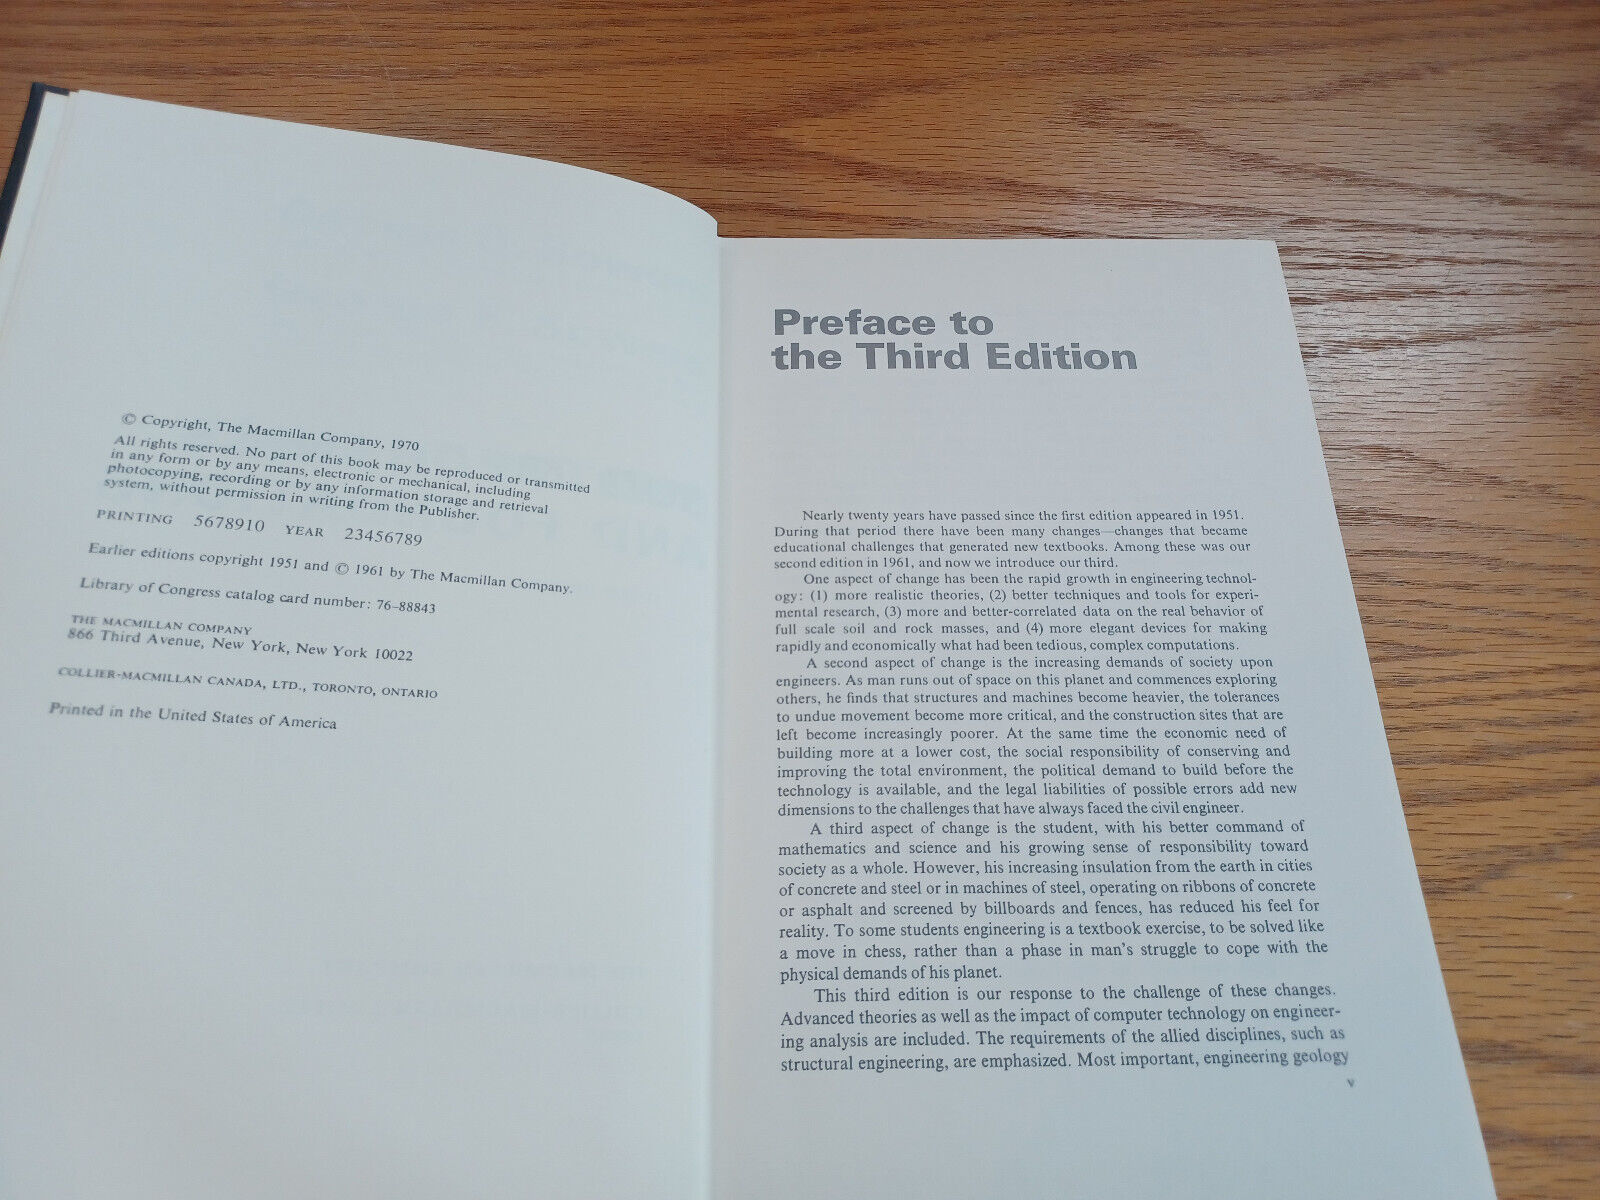 © Copyright, The Macmillan Company, 1970
All rights reserved. No part of this book may be reproduced or transmitted
in any form or by any means, electronic or mechanical, including
photocopying, recording or by any information storage and retrieval
system, without permission in writing from the Publisher.
PRINTING 5678910 YEAR 23456789
Earlier editions copyright 1951 and © 1961 by The Macmillan Company.
Library of Congress catalog card number: 76-88843
THE MACMILLAN COMPANY
866 Third Avenue, New York, New York 10022
COLLIER-MACMILLAN CANADA, LTD., TORONTO, ONTARIO
Printed in the United States of America
Preface to
the Third Edition
Nearly twenty years have passed since the first edition appeared in 1951.
During that period there have been many changes—changes that became
educational challenges that generated new textbooks. Among these was our
second edition in 1961, and now we introduce our third.
One aspect of change has been the rapid growth in engineering technol-
ogy: (1) more realistic theories, (2) better techniques and tools for experi-
mental research, (3) more and better-correlated data on the real behavior of
full scale soil and rock masses, and (4) more elegant devices for making
rapidly and economically what had been tedious, complex computations.
A second aspect of change is the increasing demands of society upon
engineers. As man runs out of space on this planet and commences exploring
others, he finds that structures and machines become heavier, the tolerances
to undue movement become more critical, and the construction sites that are
left become increasingly poorer. At the same time the economic need of
building more at a lower cost, the social responsibility of conserving and
improving the total environment, the political demand to build before the
technology is available, and the legal liabilities of possible errors add new
dimensions to the challenges that have always faced the civil engineer.
A third aspect of change is the student, with his better command of
mathematics and science and his growing sense of responsibility toward
society as a whole. However, his increasing insulation from the earth in cities
of concrete and steel or in machines of steel, operating on ribbons of concrete
or asphalt and screened by billboards and fences, has reduced his feel for
reality. To some students engineering is a textbook exercise, to be solved like
a move in chess, rather than a phase in man's struggle to cope with the
physical demands of his planet.
This third edition is our response to the challenge of these changes.
Advanced theories as well as the impact of computer technology on engineer-
ing analysis are included. The requirements of the allied disciplines, such as
structural engineering, are emphasized. Most important, engineering geology
v